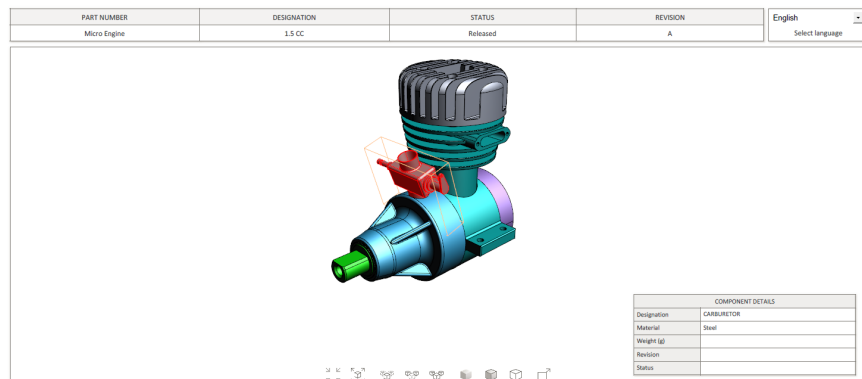 PART NUMBER DESIGNATION STATUS REVISION English
Micro Engine 1.5 CC Released A Select language
COMPONENT DETAILS
Designation CARBURETOR
Material Steel
Weight (g)
Revision
Status